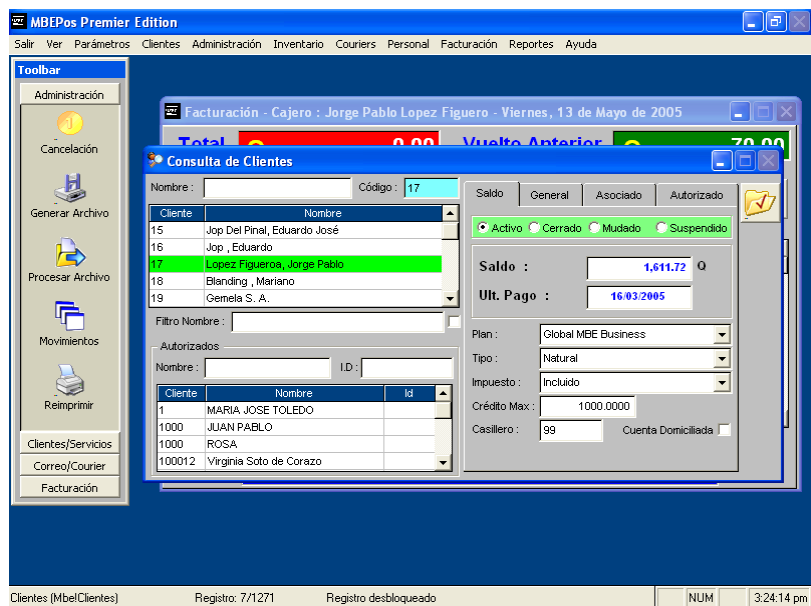 MBEPos Premier Edition
Salir Ver Parámetros Clientes Administración Inventario Couriers Personal Facturación Reportes Ayuda
Toolbar
Administración
Cancelación
Generar Archivo
Procesar Archivo
Movimientos
Reimprimir
Clientes/Servicios
Correo/Courier
Facturación
Facturación - Cajero : Jorge Pablo Lopez Figuero - Viernes, 13 de Mayo de 2005
Total 0.00 Vuelto Anterior 70.00
Consulta de Clientes
Nombre : Código : 17
Cliente Nombre
15 Jop Del Pinal, Eduardo José
16 Jop , Eduardo
17 Lopez Figueroa, Jorge Pablo
18 Blanding , Mariano
19 Gemela S. A.
Filtro Nombre :
Autorizados
Nombre : I.D :
Cliente Nombre Id
1 MARIA JOSE TOLEDO
1000 JUAN PABLO
1000 ROSA
100012 Virginia Soto de Corazo
Saldo General Asociado Autorizado
Activo Cerrado Mudado Suspendido
Saldo : 1,611.72 Q
Ult. Pago : 16/03/2005
Plan : Global MBE Business
Tipo : Natural
Impuesto : Incluido
Crédito Max : 1000.0000
Casillero : 99 Cuenta Domiciliada
Clientes (Mbe!Clientes) Registro: 7/1271 Registro desbloqueado NUM 3:24:14 pm